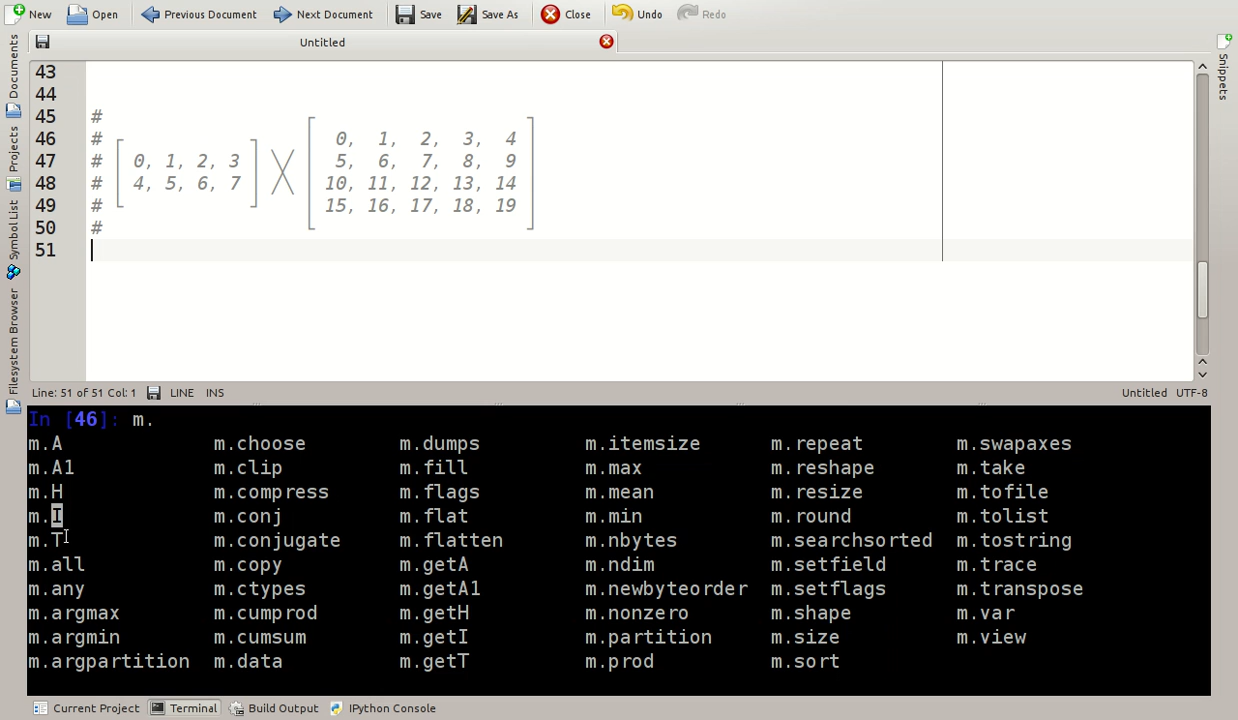 New Open Previous Document Next Document Save Save As Close Undo Redo
Untitled
Documents
Projects
Symbol List
Filesystem Browser
Snippets
43
44
45 #
46 # 0, 1, 2, 3, 4
47 # 0, 1, 2, 3 5, 6, 7, 8, 9
48 # 4, 5, 6, 7 10, 11, 12, 13, 14
49 # 15, 16, 17, 18, 19
50 #
51
Line: 51 of 51 Col: 1 LINE INS Untitled UTF-8
In [46]: m.
m.A m.choose m.dumps m.itemsize m.repeat m.swapaxes
m.A1 m.clip m.fill m.max m.reshape m.take
m.H m.compress m.flags m.mean m.resize m.tofile
m.I m.conj m.flat m.min m.round m.tolist
m.T m.conjugate m.flatten m.nbytes m.searchsorted m.tostring
m.all m.copy m.getA m.ndim m.setfield m.trace
m.any m.ctypes m.getA1 m.newbyteorder m.setflags m.transpose
m.argmax m.cumprod m.getH m.nonzero m.shape m.var
m.argmin m.cumsum m.getI m.partition m.size m.view
m.argpartition m.data m.getT m.prod m.sort
Current Project Terminal Build Output IPython Console